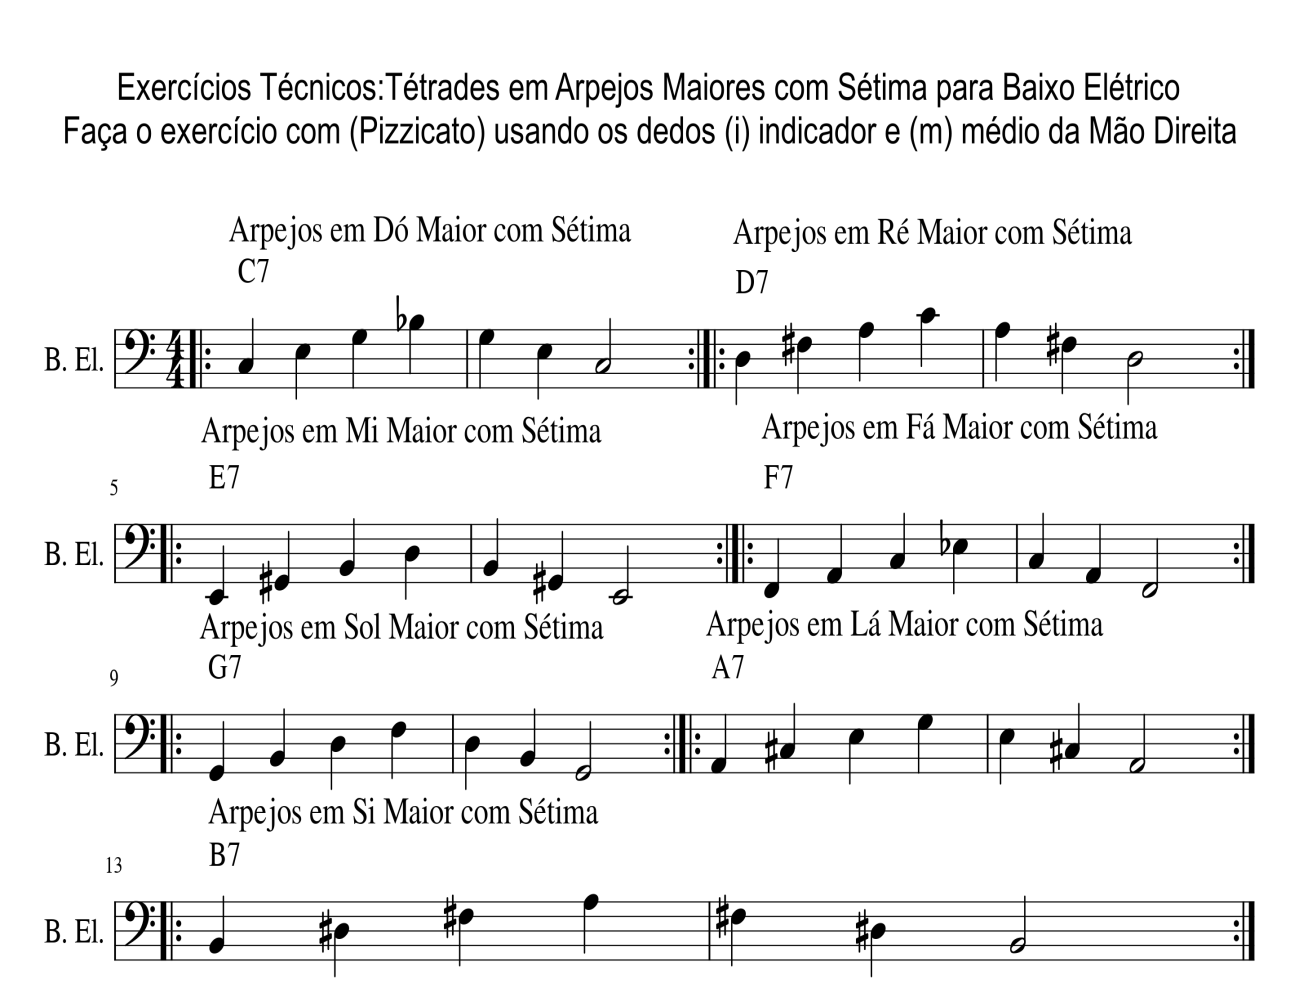 Exercícios Técnicos:Tétrades em Arpejos Maiores com Sétima para Baixo Elétrico
Faça o exercício com (Pizzicato) usando os dedos (i) indicador e (m) médio da Mão Direita
Arpejos em Dó Maior com Sétima
Arpejos em Ré Maior com Sétima
C7
D7
B. El.
4
4
Arpejos em Mi Maior com Sétima
Arpejos em Fá Maior com Sétima
E7
F7
5
B. El.
Arpejos em Sol Maior com Sétima
Arpejos em Lá Maior com Sétima
G7
A7
9
B. El.
Arpejos em Si Maior com Sétima
B7
13
B. El.